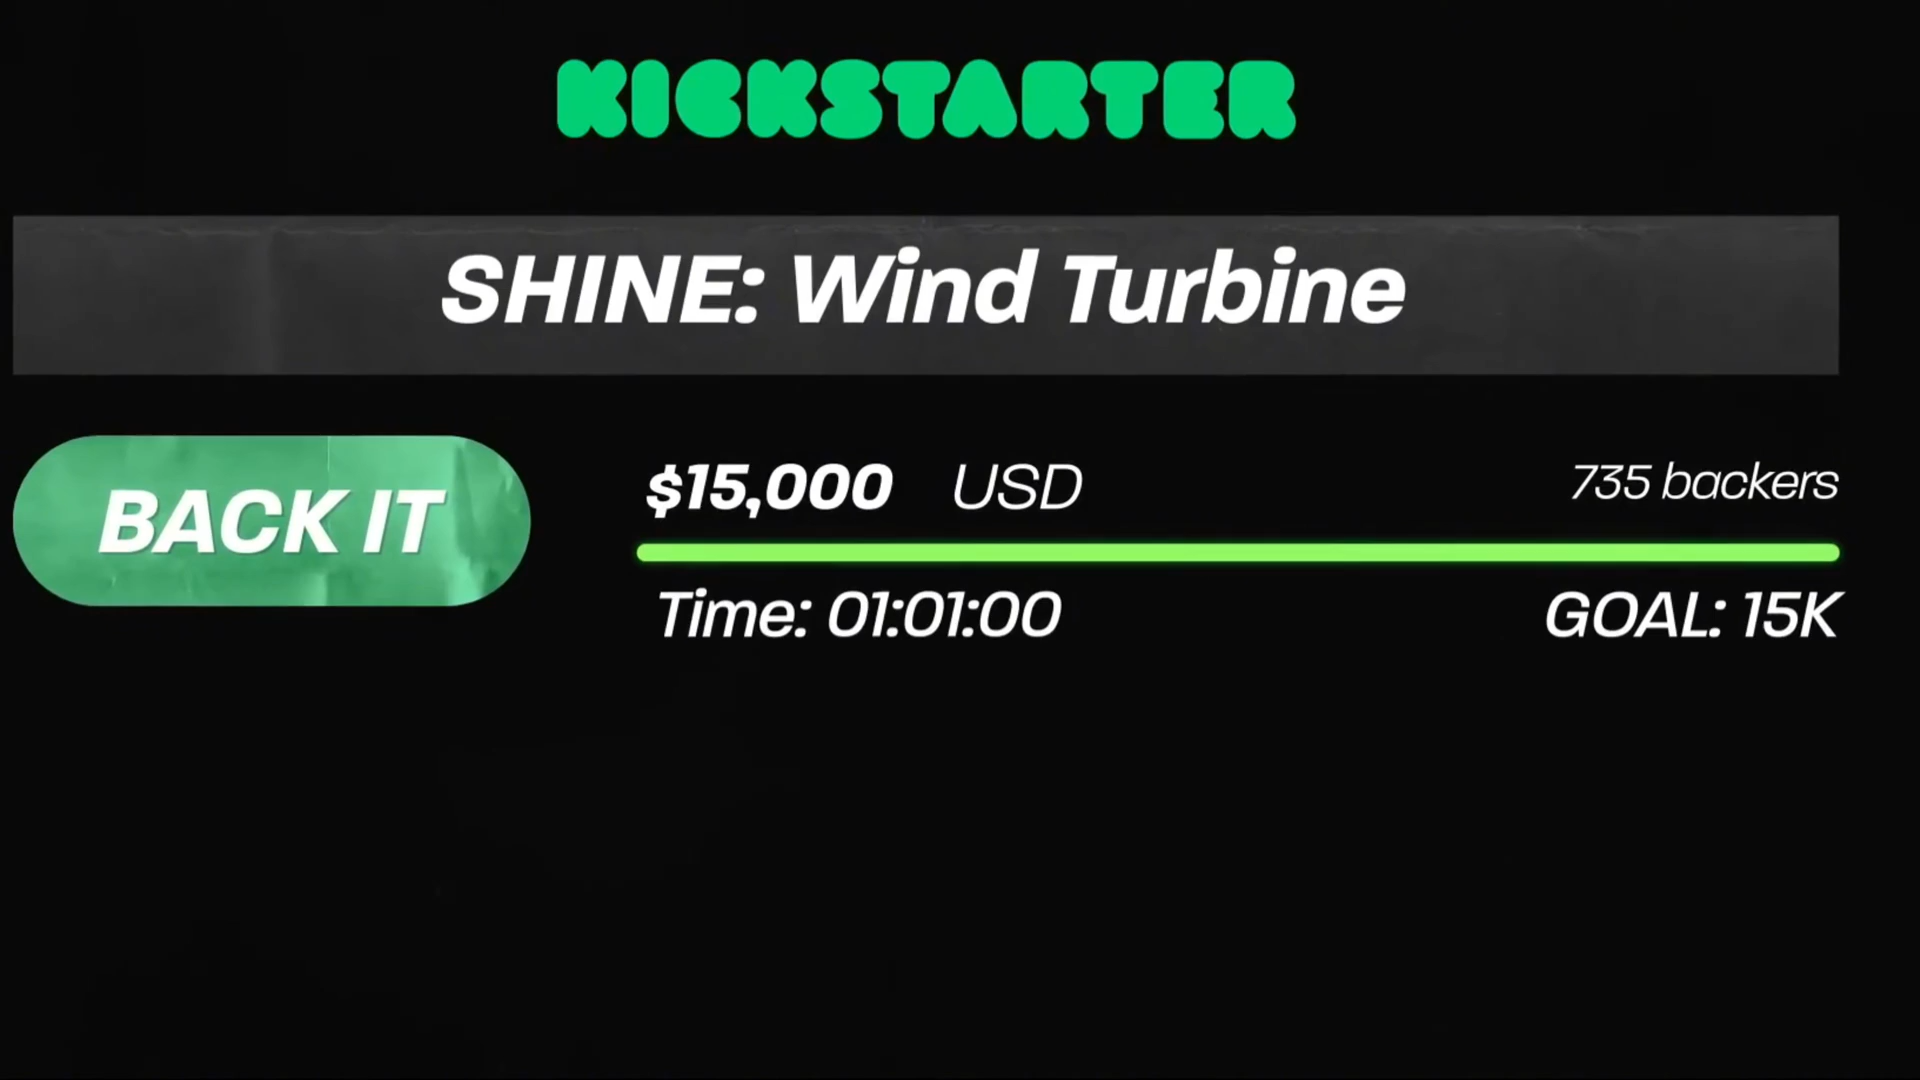 KICKSTARTER
SHINE: Wind Turbine
BACK IT
$15,000 USD
735 backers
Time: 01:01:00
GOAL: 15K